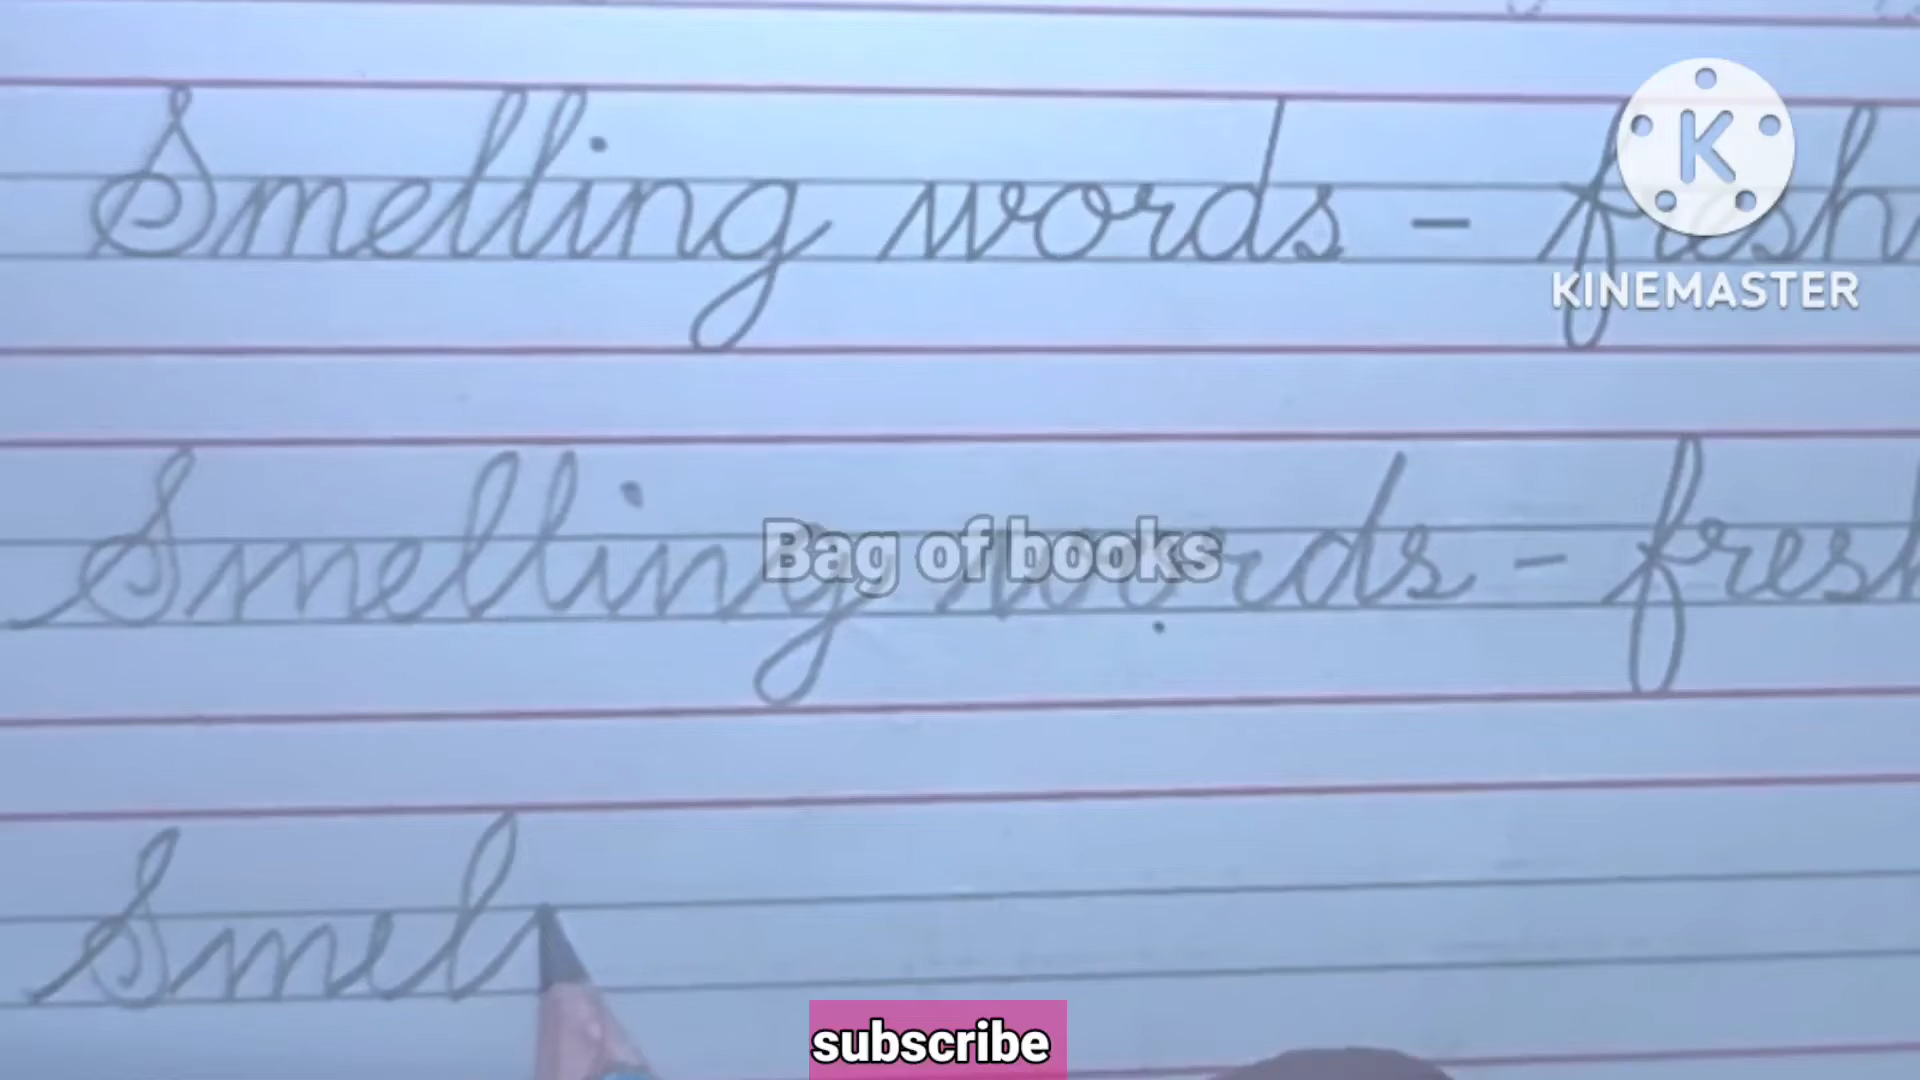 Smelling words - fresh
KINEMASTER
Smelling words - fresh
Bag of books
Smel
subscribe